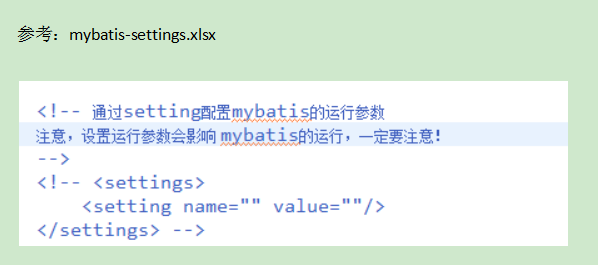 参考：mybatis-settings.xlsx
<!-- 通过setting配置mybatis的运行参数
注意，设置运行参数会影响 mybatis的运行，一定要注意！
-->
<!-- <settings>
<setting name="" value=""/>
</settings> -->